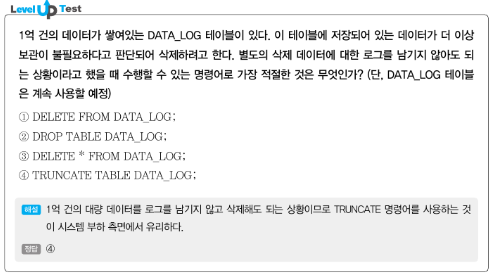 Level Up Test
1억 건의 데이터가 쌓여있는 DATA_LOG 테이블이 있다. 이 테이블에 저장되어 있는 데이터가 더 이상
보관이 불필요하다고 판단되어 삭제하려고 한다. 별도의 삭제 데이터에 대한 로그를 남기지 않아도 되
는 상황이라고 했을 때 수행할 수 있는 명령어로 가장 적절한 것은 무엇인가? (단, DATA_LOG 테이블
은 계속 사용할 예정)
① DELETE FROM DATA_LOG;
② DROP TABLE DATA_LOG;
③ DELETE * FROM DATA_LOG;
④ TRUNCATE TABLE DATA_LOG;
해설 1억 건의 대량 데이터를 로그를 남기지 않고 삭제해도 되는 상황이므로 TRUNCATE 명령어를 사용하는 것
이 시스템 부하 측면에서 유리하다.
정답 ④